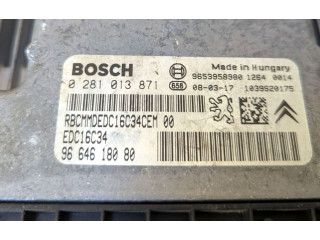 BOSCH
Made in Hungary
0 281 013 871
9653958980 1264 0014
656 08-03-17 1039S20175
RBCMMDEDC16C34CEM 00
EDC16C34
96 646 180 80